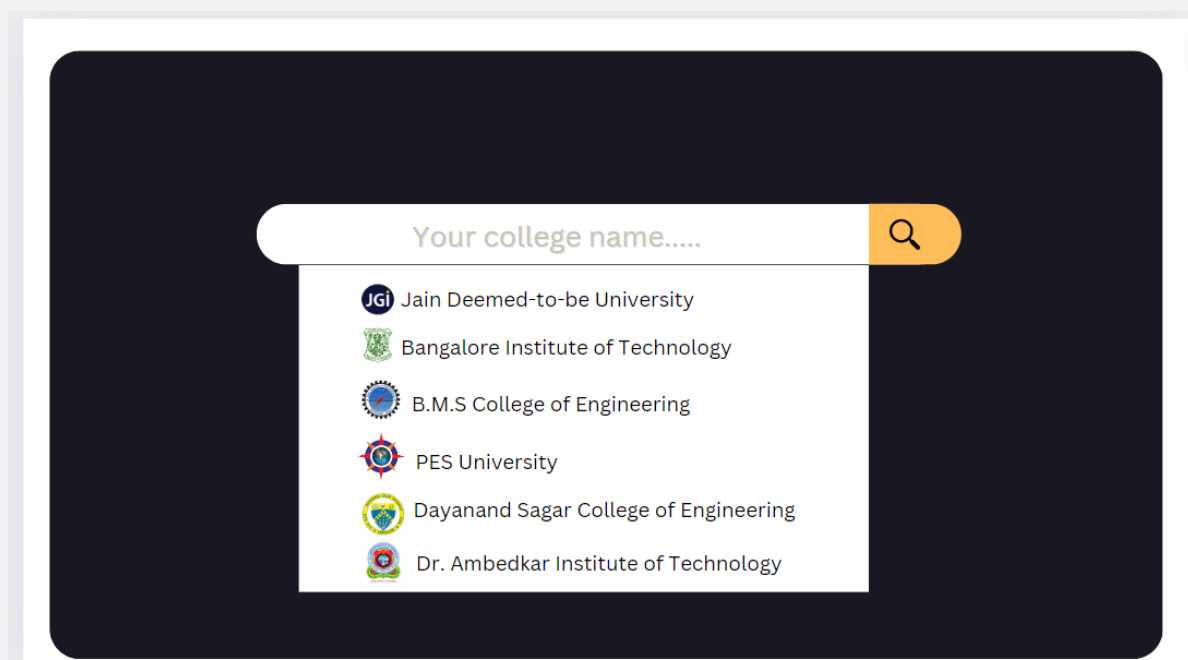 Your college name.....
JGi Jain Deemed-to-be University
Bangalore Institute of Technology
B.M.S College of Engineering
PES University
Dayanand Sagar College of Engineering
Dr. Ambedkar Institute of Technology